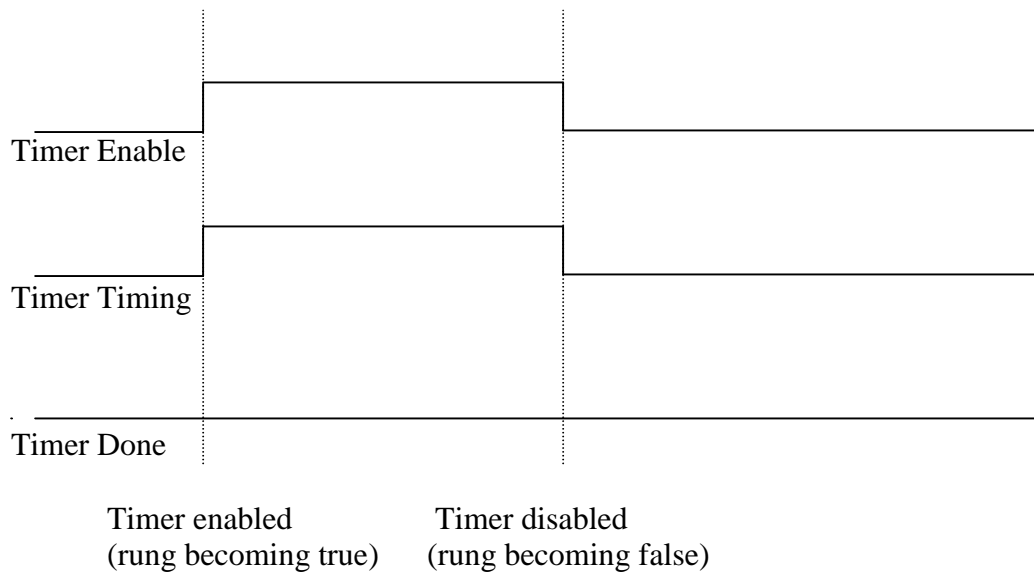 Timer Enable
Timer Timing
Timer Done
Timer enabled
(rung becoming true)
Timer disabled
(rung becoming false)